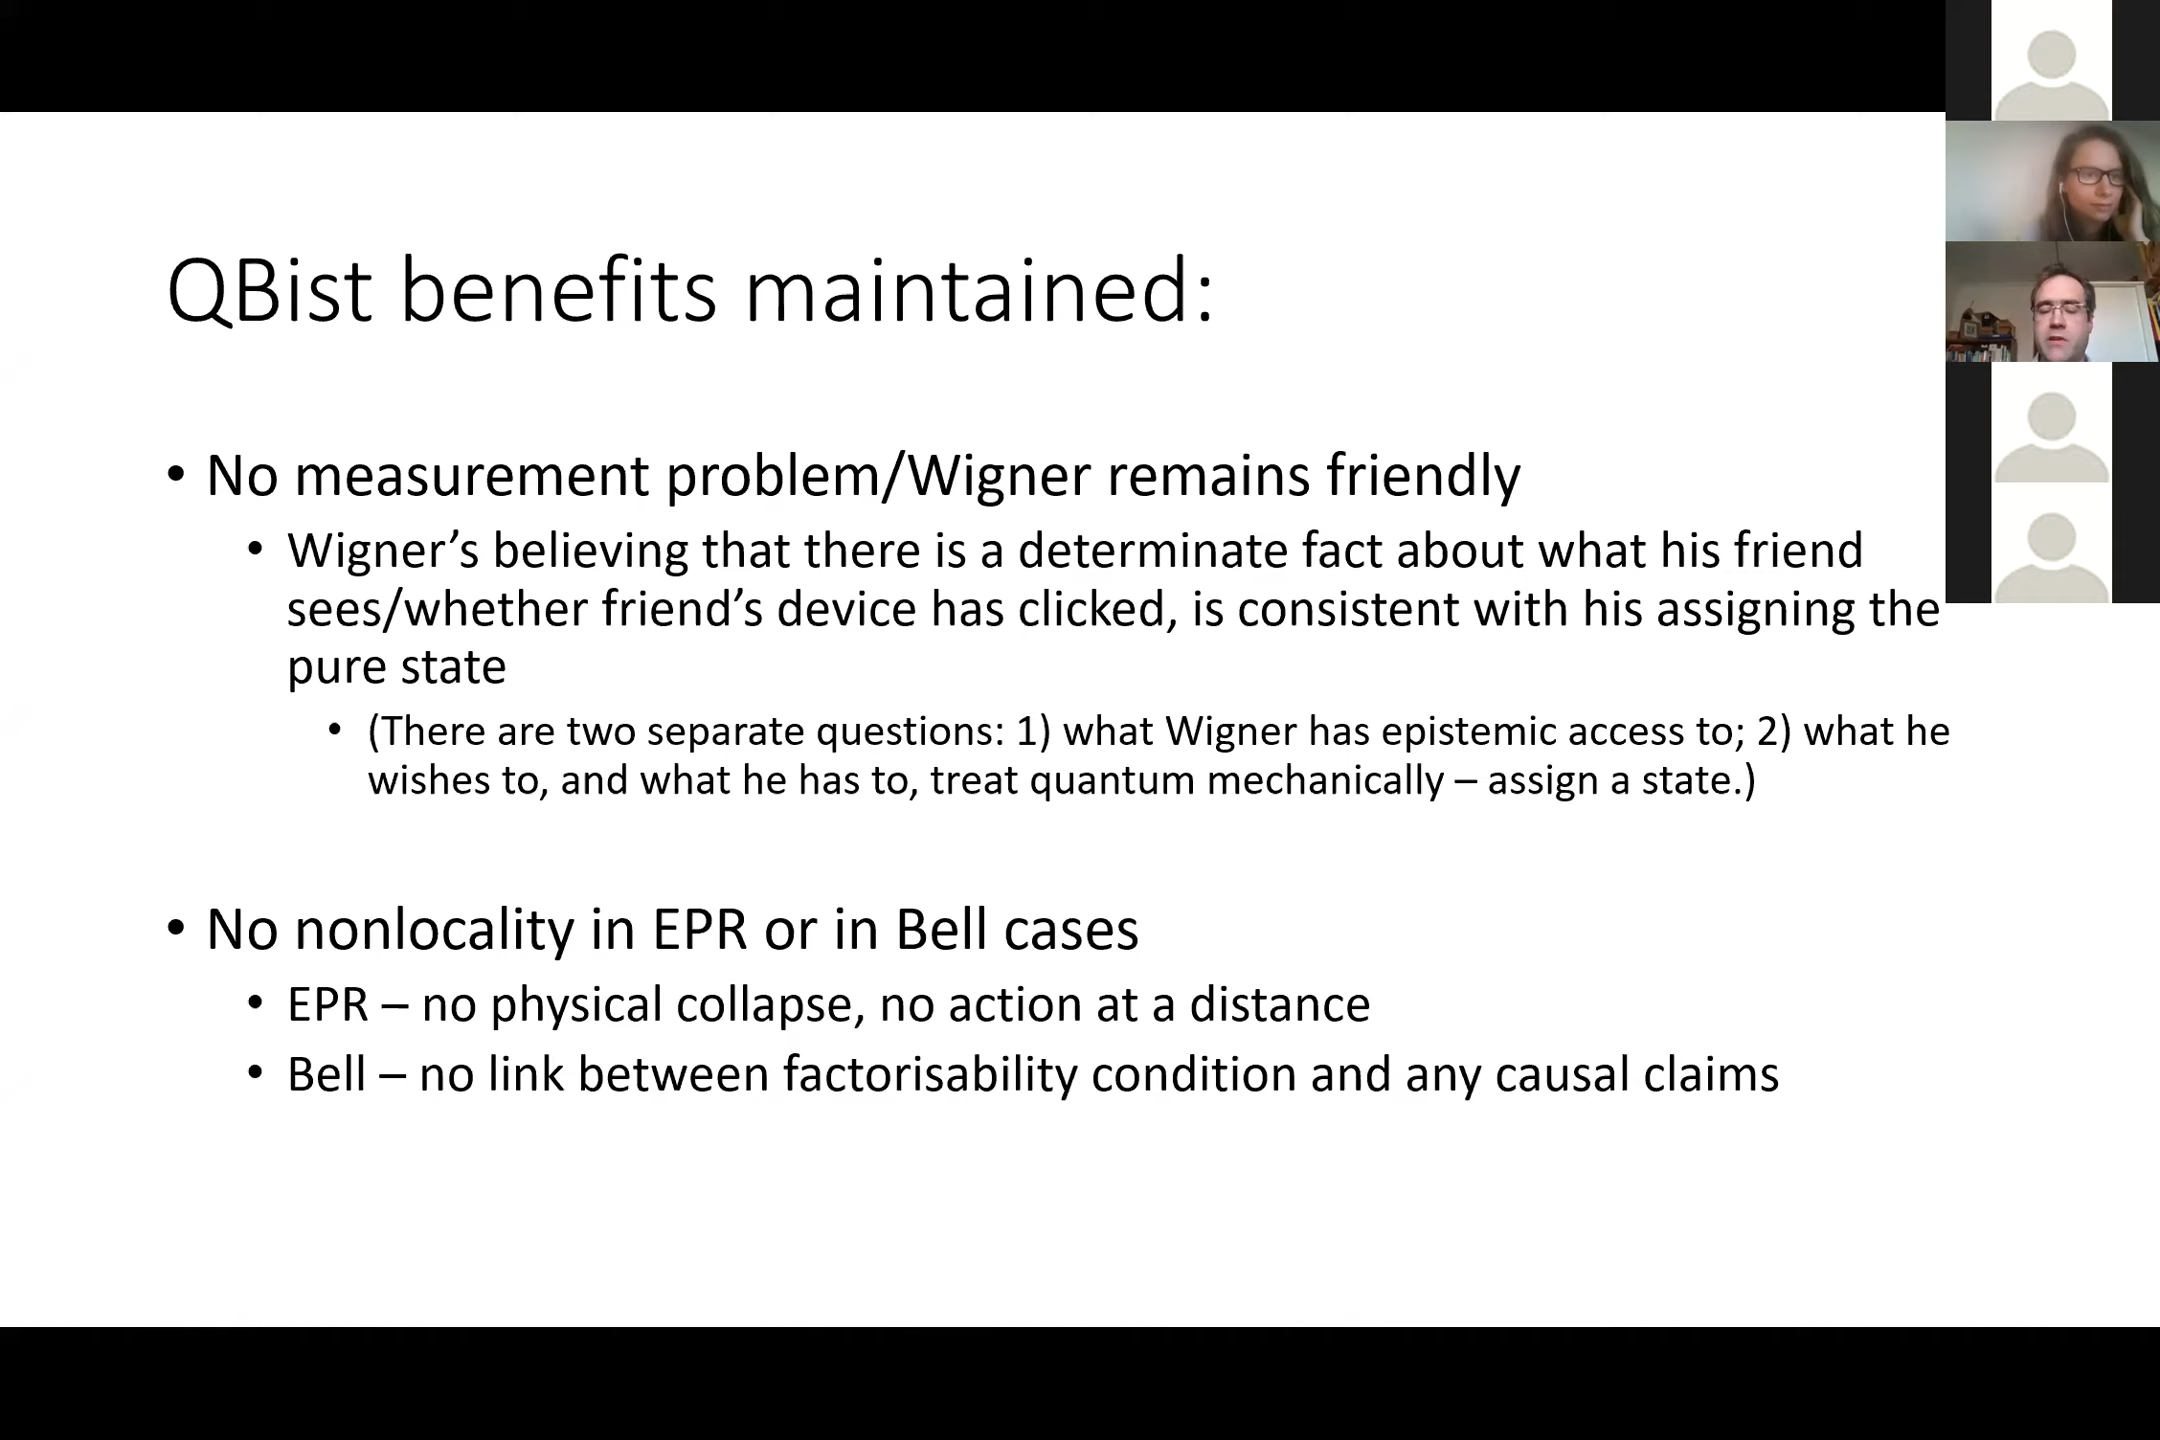 QBist benefits maintained:
• No measurement problem/Wigner remains friendly
• Wigner’s believing that there is a determinate fact about what his friend
sees/whether friend’s device has clicked, is consistent with his assigning the
pure state
• (There are two separate questions: 1) what Wigner has epistemic access to; 2) what he
wishes to, and what he has to, treat quantum mechanically – assign a state.)
• No nonlocality in EPR or in Bell cases
• EPR – no physical collapse, no action at a distance
• Bell – no link between factorisability condition and any causal claims